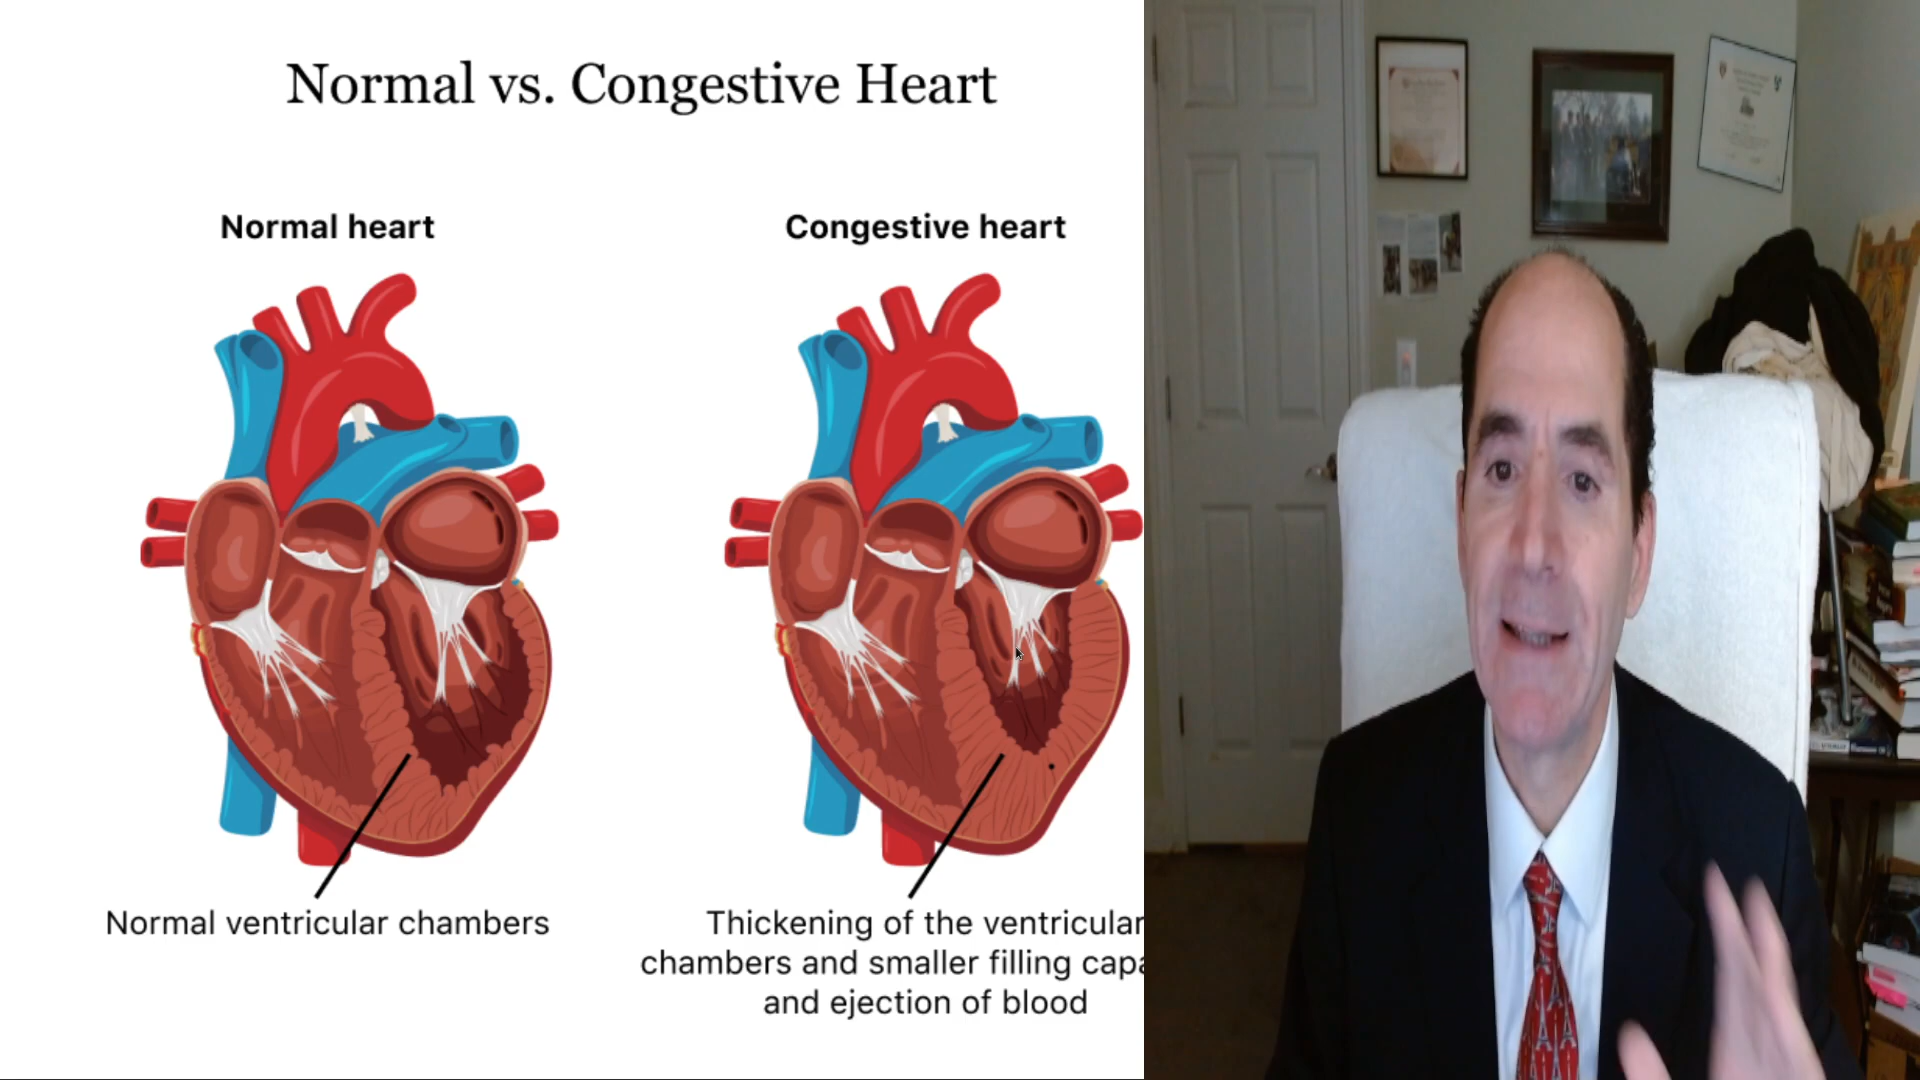 Normal vs. Congestive Heart
Normal heart
Congestive heart
Normal ventricular chambers
Thickening of the ventricular
chambers and smaller filling capa
and ejection of blood